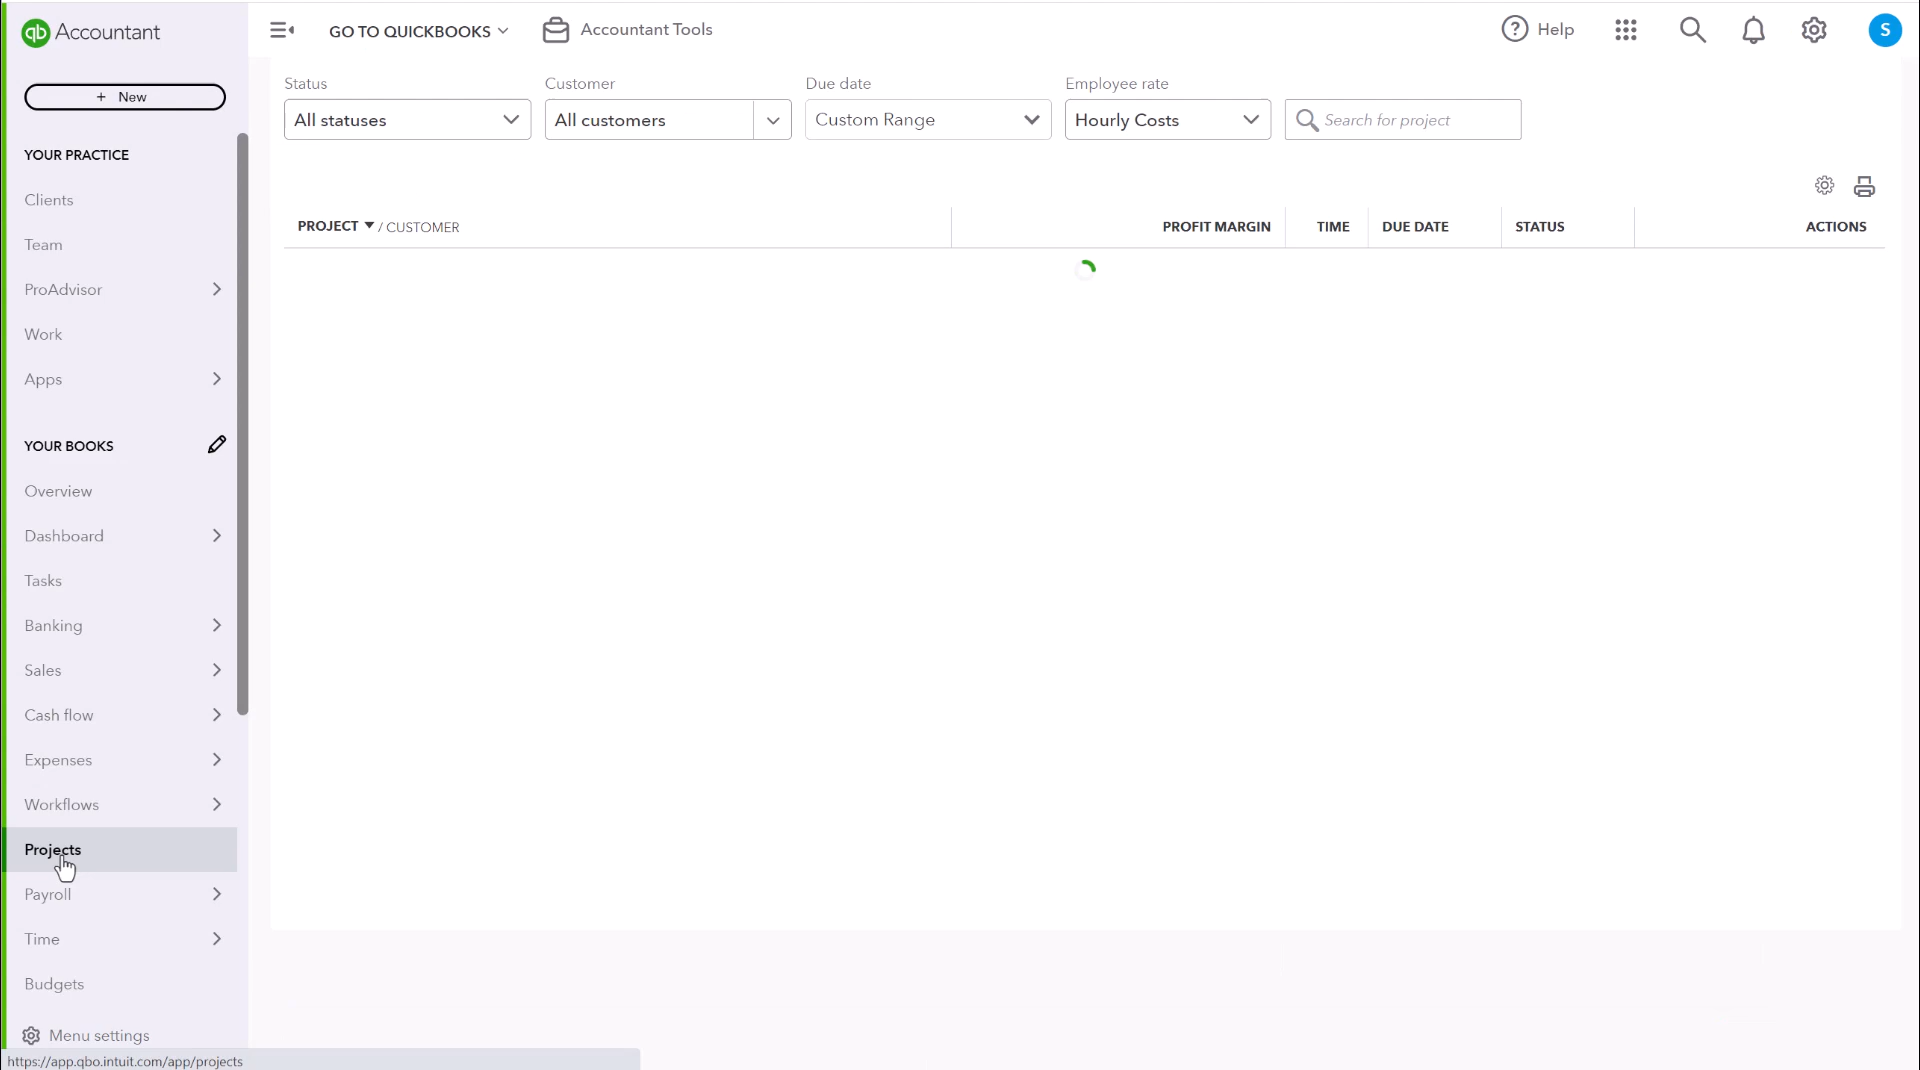 qb Accountant
GO TO QUICKBOOKS
Accountant Tools
Help
S
+ New
YOUR PRACTICE
Clients
Team
ProAdvisor
Work
Apps
YOUR BOOKS
Overview
Dashboard
Tasks
Banking
Sales
Cash flow
Expenses
Workflows
Projects
Payroll
Time
Budgets
Menu settings
https://app.qbo.intuit.com/app/projects
Status
Customer
Due date
Employee rate
All statuses
All customers
Custom Range
Hourly Costs
Search for project
PROJECT ▼ / CUSTOMER
PROFIT MARGIN
TIME
DUE DATE
STATUS
ACTIONS